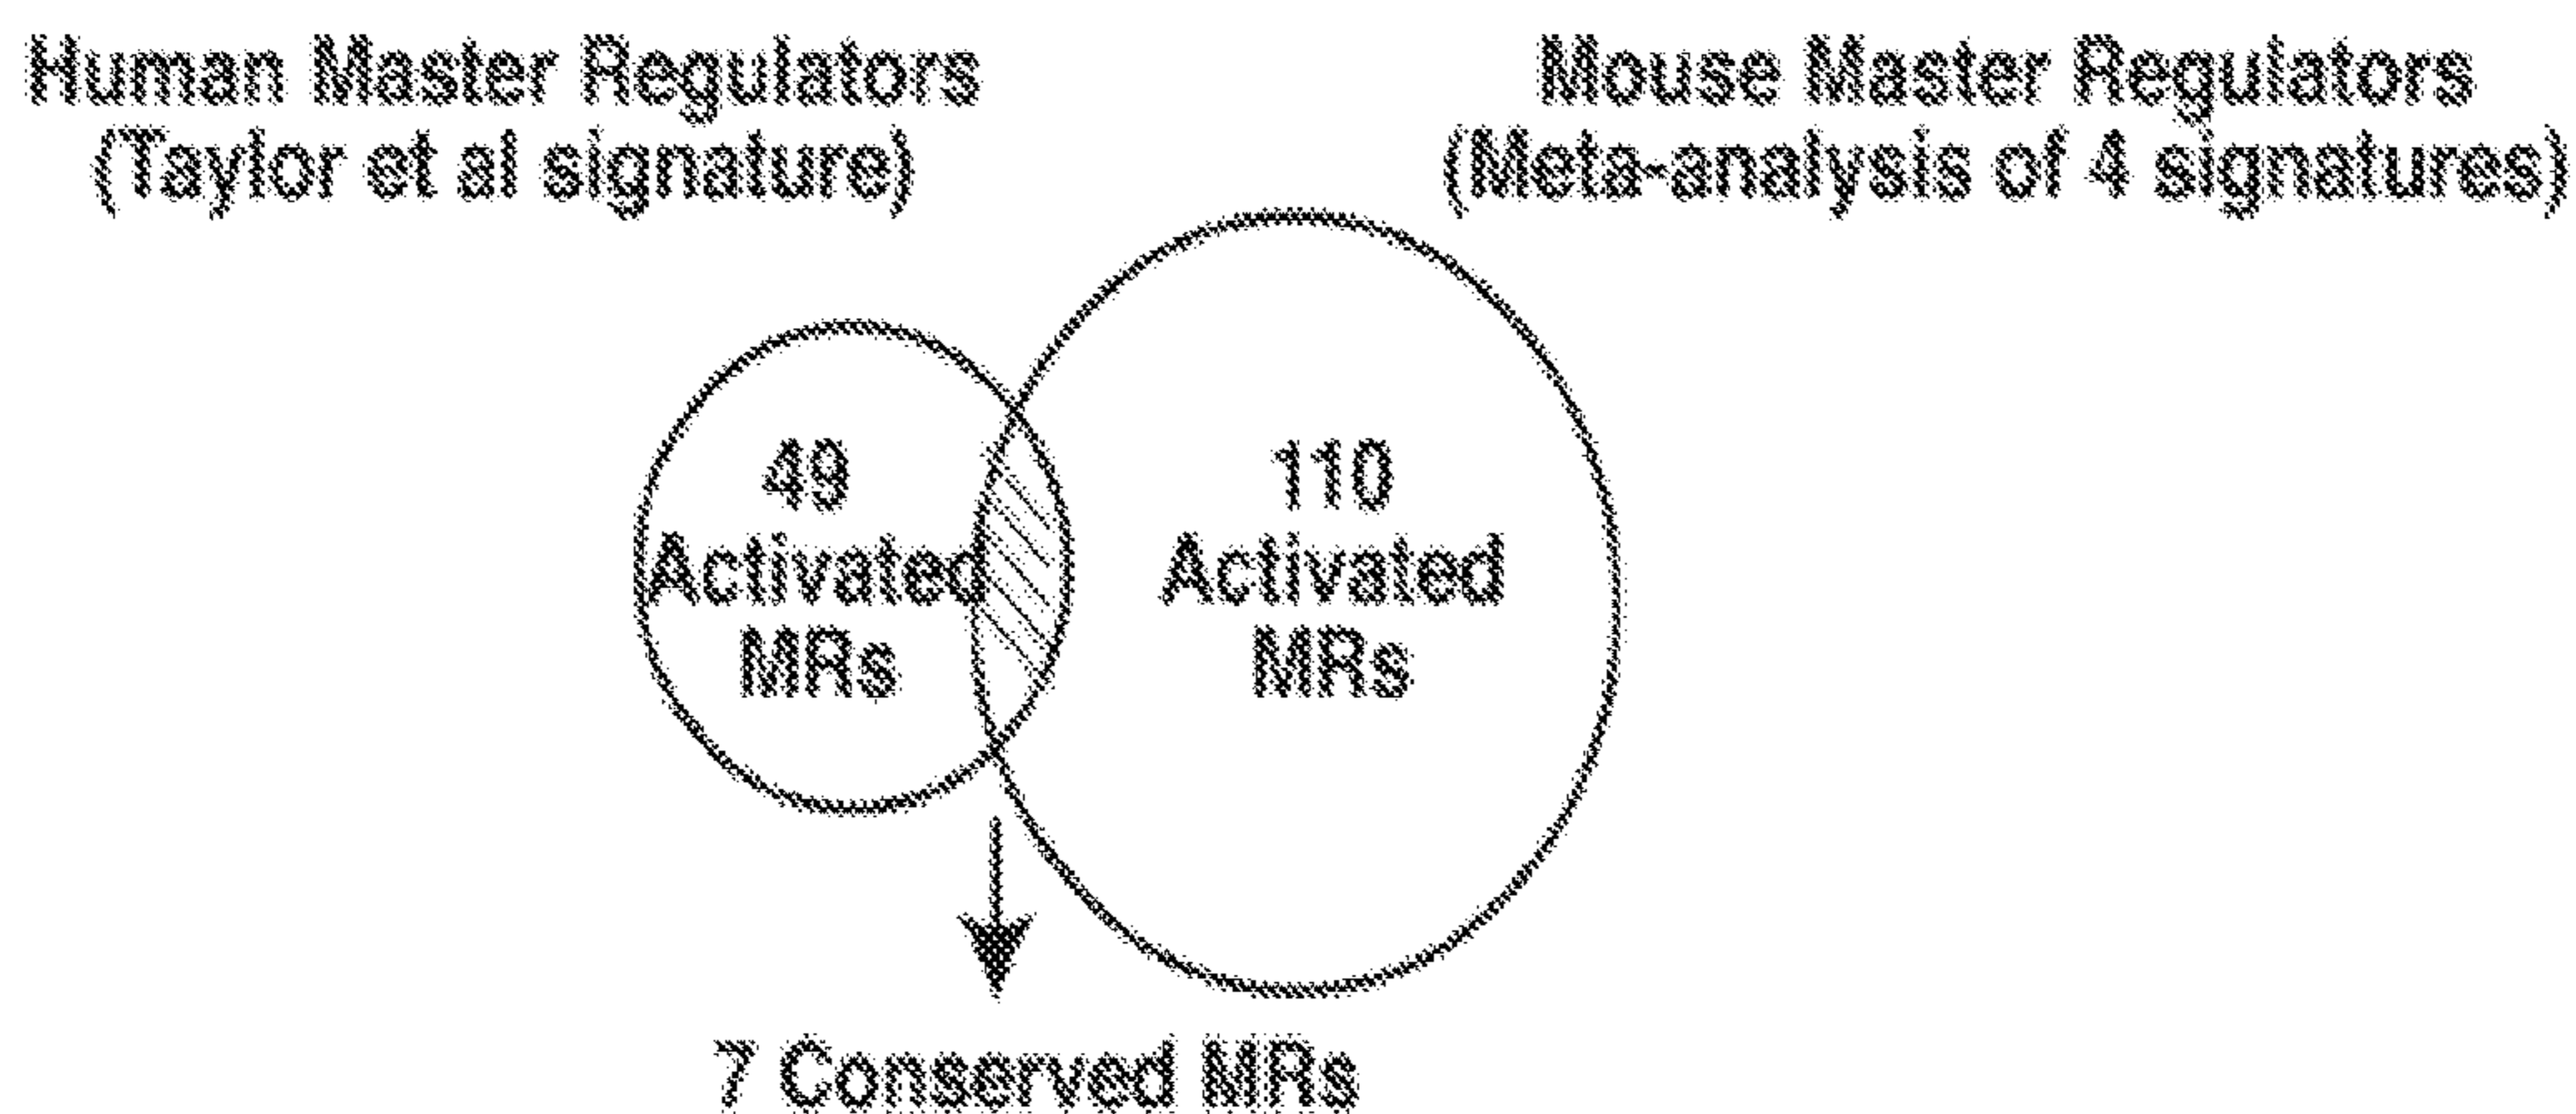 Human Master Regulators
(Taylor et al signature)
Mouse Master Regulators
(Meta-analysis of 4 signatures)
49
Activated
MRs
110
Activated
MRs
7 Conserved MRs